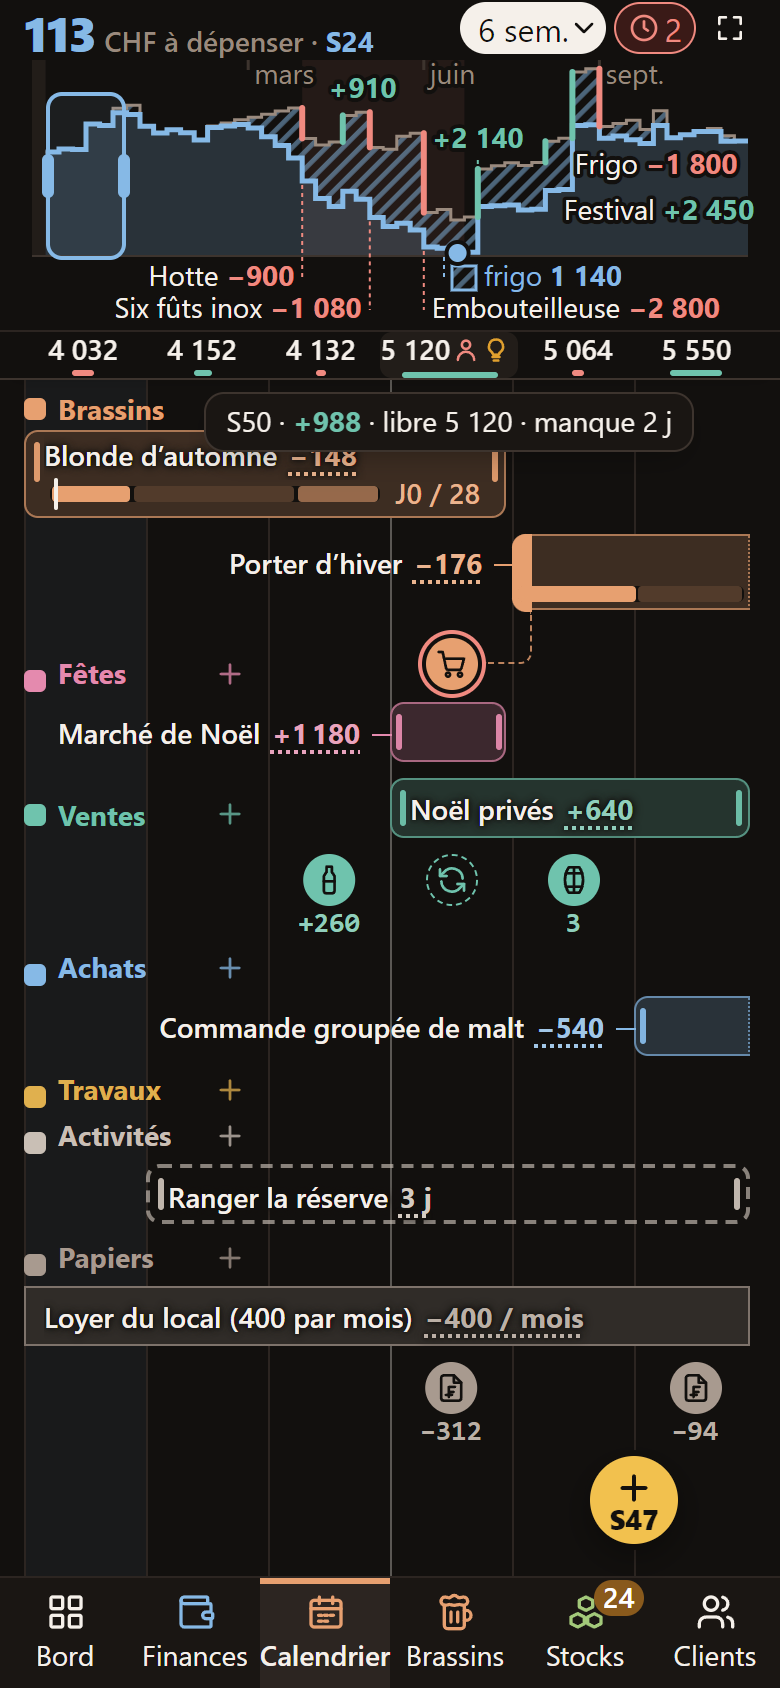 113 CHF à dépenser · S24
6 sem.
2
mars
juin
sept.
+910
+2 140
Frigo −1 800
Festival +2 450
Hotte −900
frigo 1 140
Six fûts inox −1 080
Embouteilleuse −2 800
4 032
4 152
4 132
5 120
5 064
5 550
Brassins
S50 · +988 · libre 5 120 · manque 2 j
Blonde d’automne −148
J0 / 28
Porter d’hiver −176
Fêtes +
Marché de Noël +1 180
Ventes +
Noël privés +640
+260
3
Achats +
Commande groupée de malt −540
Travaux +
Activités +
Ranger la réserve 3 j
Papiers +
Loyer du local (400 par mois) −400 / mois
−312
−94
+
S47
24
Bord
Finances
Calendrier
Brassins
Stocks
Clients